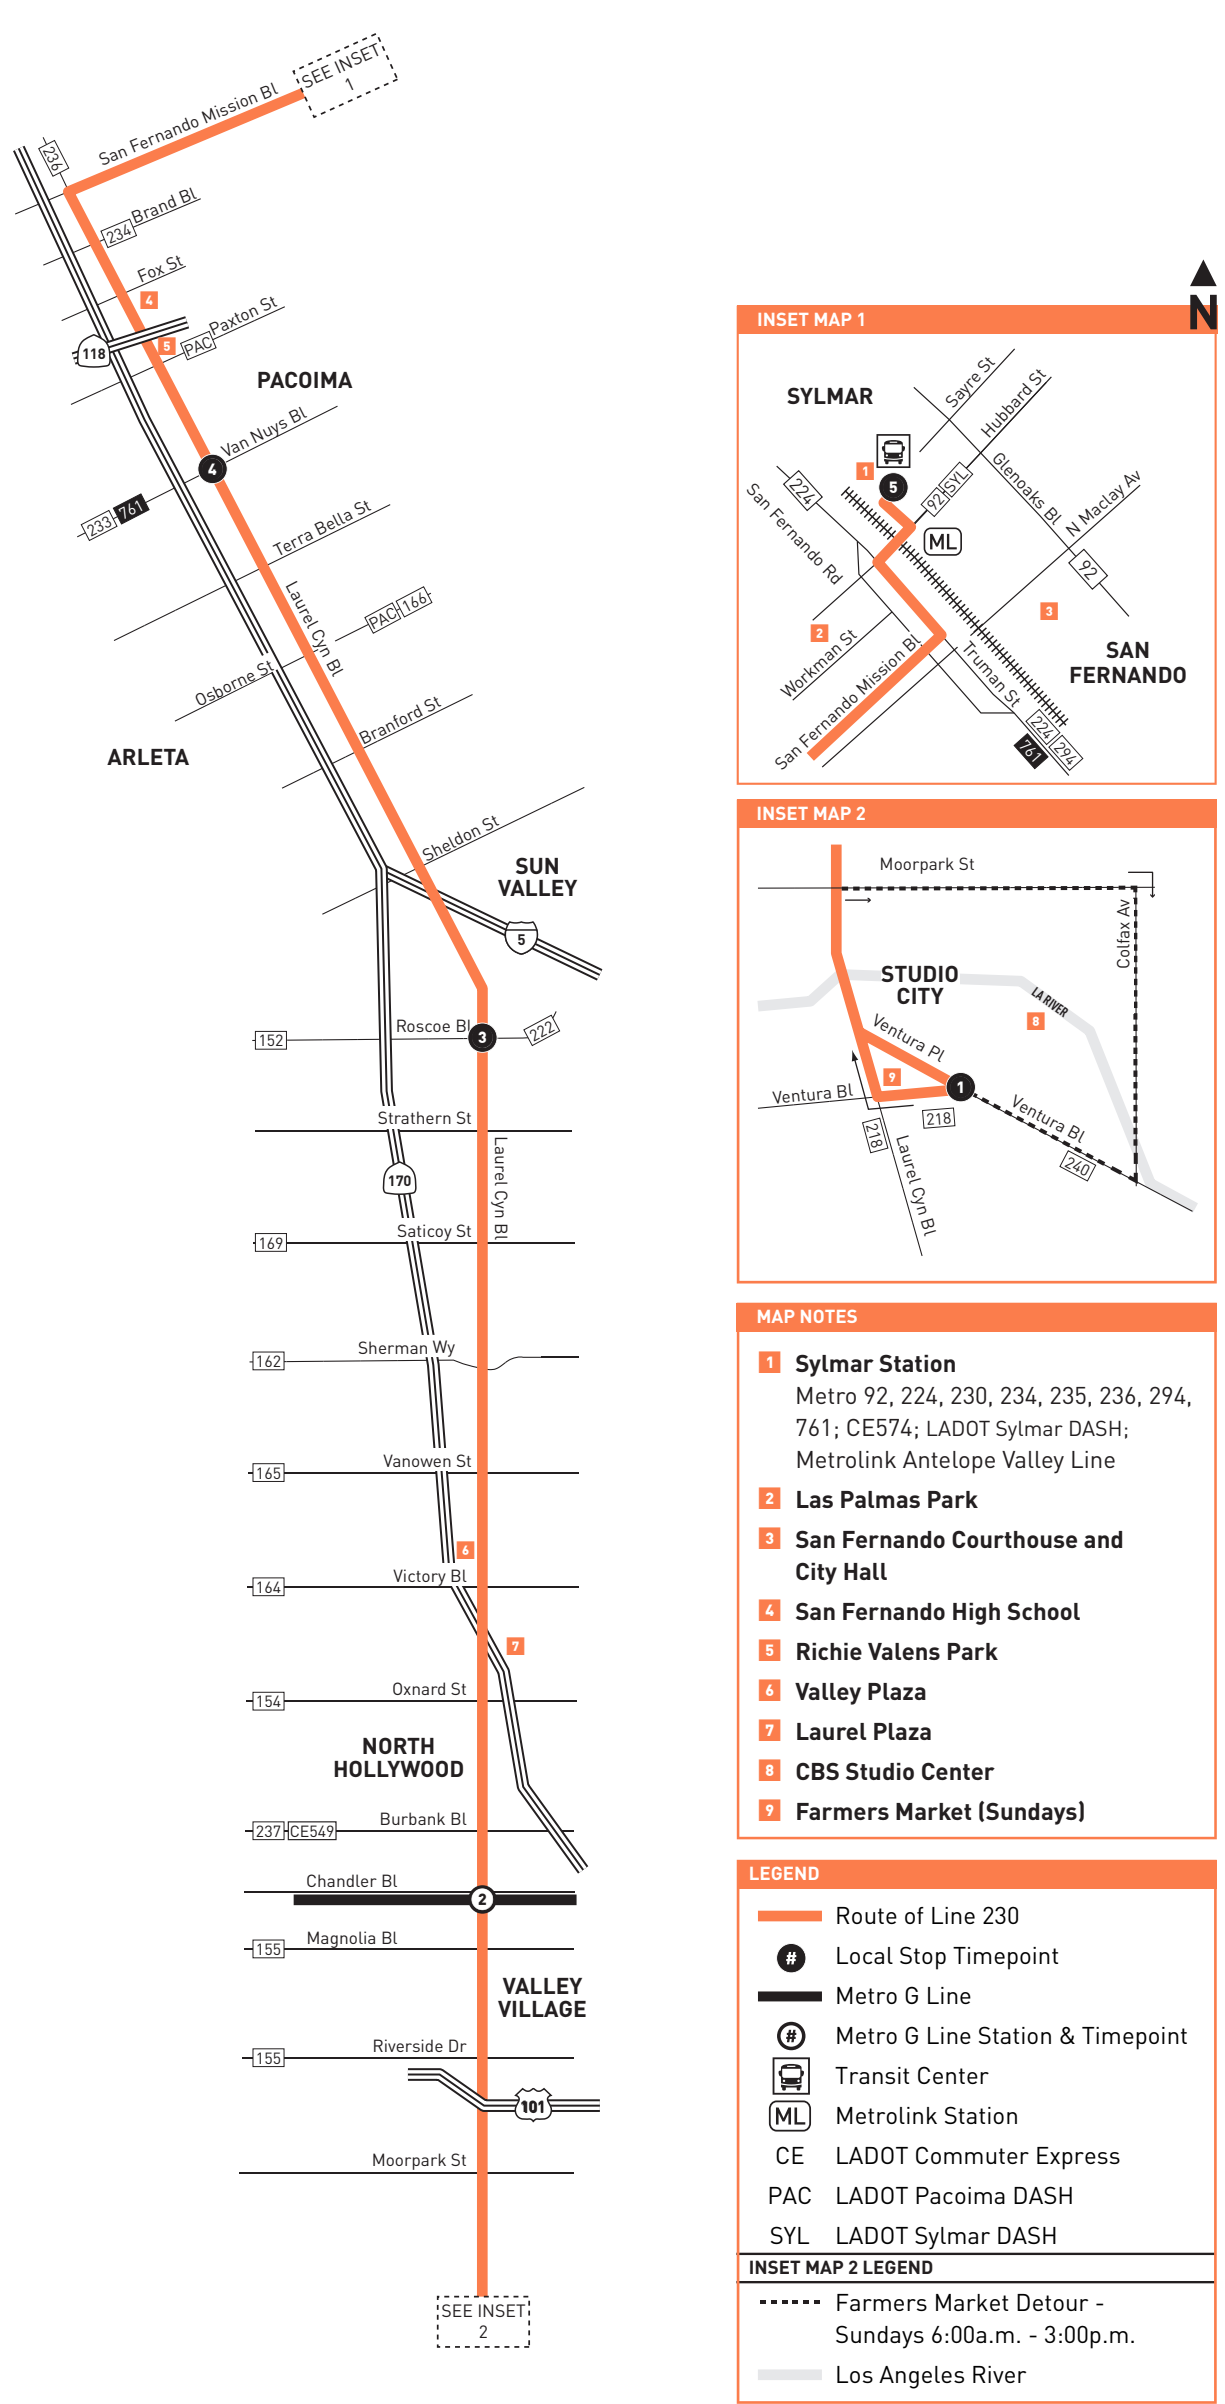 SEE INSET
1
San Fernando Mission Bl
236
Brand Bl
234
Fox St
4
Paxton St
PAC
5
118
PACOIMA
Van Nuys Bl
4
761
233
Terra Bella St
Laurel Cyn Bl
PAC
166
Osborne St
Branford St
ARLETA
Sheldon St
SUN
VALLEY
5
Roscoe Bl
3
222
152
Strathern St
Laurel Cyn Bl
170
Saticoy St
169
Sherman Wy
162
Vanowen St
165
6
Victory Bl
164
7
Oxnard St
154
NORTH
HOLLYWOOD
Burbank Bl
237
CE549
Chandler Bl
2
Magnolia Bl
155
VALLEY
VILLAGE
Riverside Dr
155
101
Moorpark St
SEE INSET
2
N
INSET MAP 1
SYLMAR
Sayre St
Hubbard St
1
5
224
92
SYL
Glenoaks Bl
N Maclay Av
San Fernando Rd
ML
92
3
2
Workman St
San Fernando Mission Bl
Truman St
SAN
FERNANDO
224
294
761
INSET MAP 2
Moorpark St
Colfax Av
STUDIO
CITY
LA RIVER
8
Ventura Pl
9
1
Ventura Bl
218
218
Ventura Bl
240
Laurel Cyn Bl
MAP NOTES
1 Sylmar Station
Metro 92, 224, 230, 234, 235, 236, 294,
761; CE574; LADOT Sylmar DASH;
Metrolink Antelope Valley Line
2 Las Palmas Park
3 San Fernando Courthouse and
City Hall
4 San Fernando High School
5 Richie Valens Park
6 Valley Plaza
7 Laurel Plaza
8 CBS Studio Center
9 Farmers Market (Sundays)
LEGEND
Route of Line 230
# Local Stop Timepoint
Metro G Line
# Metro G Line Station & Timepoint
Transit Center
ML Metrolink Station
CE LADOT Commuter Express
PAC LADOT Pacoima DASH
SYL LADOT Sylmar DASH
INSET MAP 2 LEGEND
Farmers Market Detour -
Sundays 6:00a.m. - 3:00p.m.
Los Angeles River